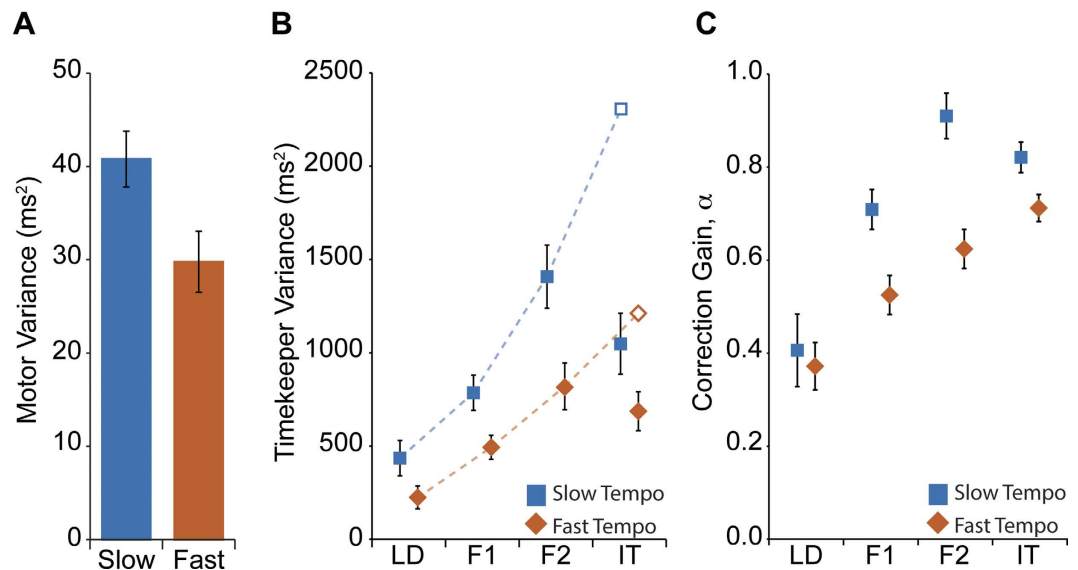 A
Motor Variance (ms²)
50
40
30
20
10
0
Slow Fast
B
Timekeeper Variance (ms²)
2500
2000
1500
1000
500
0
LD F1 F2 IT
Slow Tempo
Fast Tempo
C
Correction Gain, α
1.0
0.8
0.6
0.4
0.2
0.0
LD F1 F2 IT
Slow Tempo
Fast Tempo